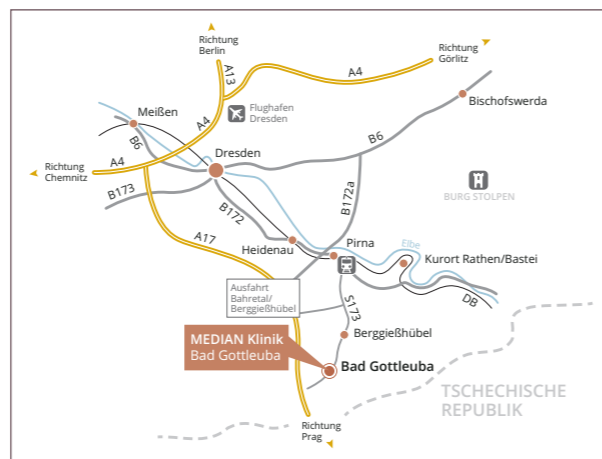 Richtung
Berlin
A13
Richtung
Görlitz
A4
Bischofswerda
Meißen
Flughafen
Dresden
A4
B6
B6
Dresden
Richtung
Chemnitz
A4
B173
B172a
BURG STOLPEN
B172
A17
Heidenau
Pirna
Elbe
Kurort Rathen/Bastei
Ausfahrt
Bahretal/
Berggießhübel
S173
DB
MEDIAN Klinik
Bad Gottleuba
Berggießhübel
Bad Gottleuba
TSCHECHISCHE
REPUBLIK
Richtung
Prag